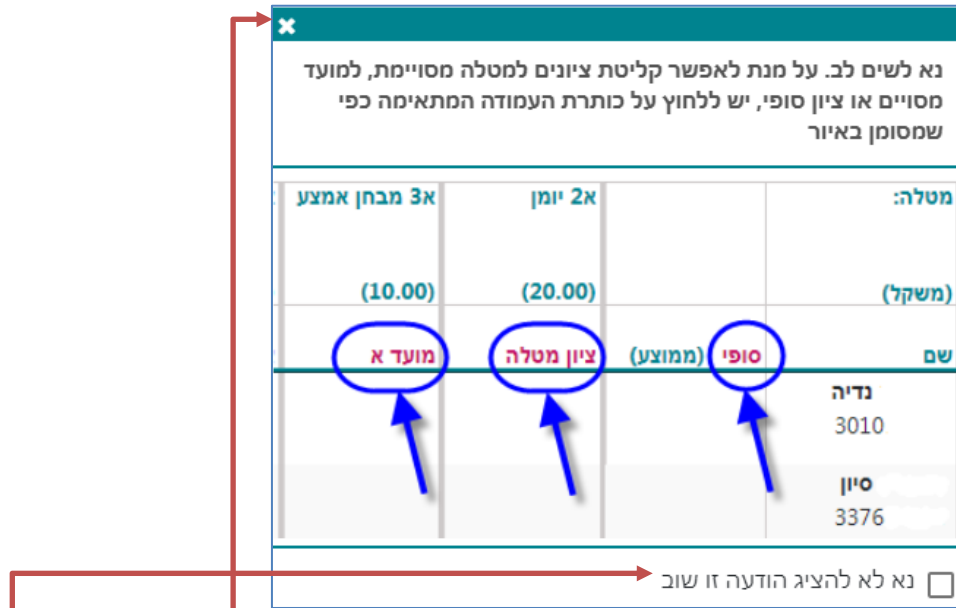 נא לשים לב. על מנת לאפשר קליטת ציונים למטלה מסויימת, למועד
מסויים או ציון סופי, יש ללחוץ על כותרת העמודה המתאימה כפי
שמסומן באיור
מטלה: א2 יומן א3 מבחן אמצע
(משקל) (20.00) (10.00)
שם סופי (ממוצע) ציון מטלה מועד א
נדיה
3010
סיון
3376
נא לא להציג הודעה זו שוב